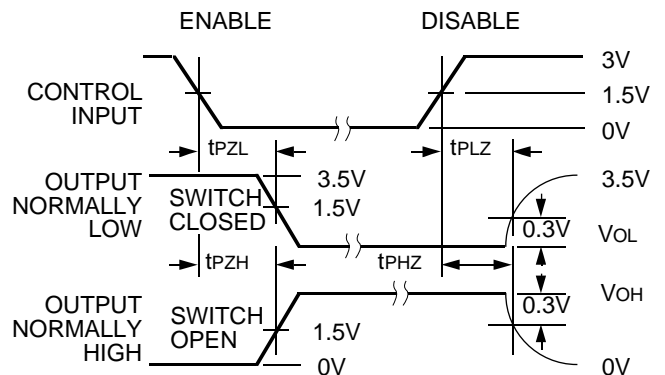 ENABLE
DISABLE
CONTROL
INPUT
3V
1.5V
0V
tPZL
tPLZ
OUTPUT
NORMALLY
LOW
SWITCH
CLOSED
3.5V
1.5V
3.5V
0.3V
VOL
tPZH
tPHZ
OUTPUT
NORMALLY
HIGH
SWITCH
OPEN
1.5V
0V
0.3V
VOH
0V